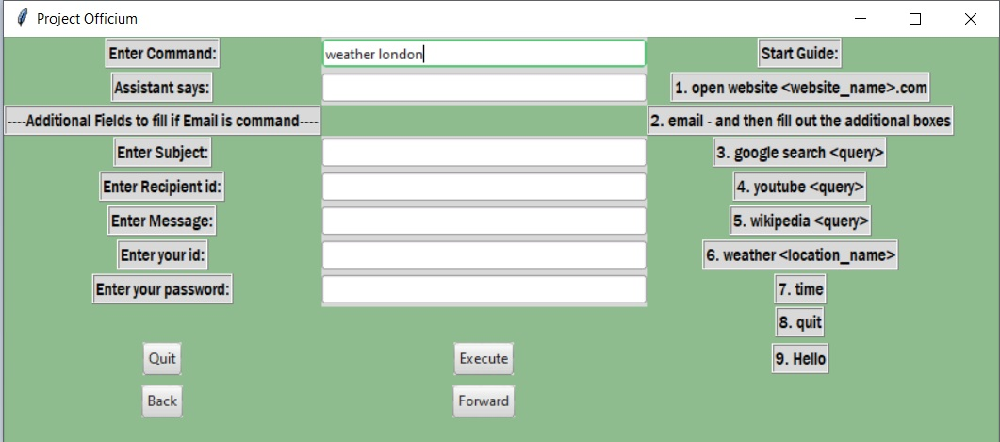 Project Officium
Enter Command:
weather london
Start Guide:
Assistant says:
1. open website <website_name>.com
----Additional Fields to fill if Email is command----
2. email - and then fill out the additional boxes
Enter Subject:
3. google search <query>
Enter Recipient id:
4. youtube <query>
Enter Message:
5. wikipedia <query>
Enter your id:
6. weather <location_name>
Enter your password:
7. time
8. quit
Quit
Execute
9. Hello
Back
Forward